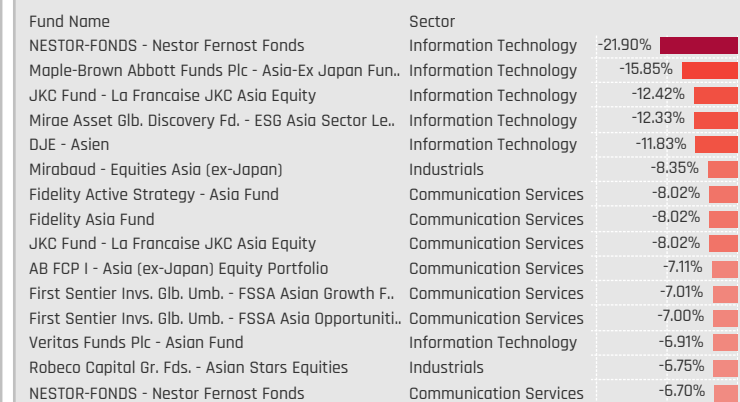 Fund Name Sector
NESTOR-FONDS - Nestor Fernost Fonds Information Technology -21.90%
Maple-Brown Abbott Funds Plc - Asia-Ex Japan Fun.. Information Technology -15.85%
JKC Fund - La Francaise JKC Asia Equity Information Technology -12.42%
Mirae Asset Glb. Discovery Fd. - ESG Asia Sector Le.. Information Technology -12.33%
DJE - Asien Information Technology -11.83%
Mirabaud - Equities Asia (ex-Japan) Industrials -8.35%
Fidelity Active Strategy - Asia Fund Communication Services -8.02%
Fidelity Asia Fund Communication Services -8.02%
JKC Fund - La Francaise JKC Asia Equity Communication Services -8.02%
AB FCP I - Asia (ex-Japan) Equity Portfolio Communication Services -7.11%
First Sentier Invs. Glb. Umb. - FSSA Asian Growth F.. Communication Services -7.01%
First Sentier Invs. Glb. Umb. - FSSA Asia Opportuniti.. Communication Services -7.00%
Veritas Funds Plc - Asian Fund Information Technology -6.91%
Robeco Capital Gr. Fds. - Asian Stars Equities Industrials -6.75%
NESTOR-FONDS - Nestor Fernost Fonds Communication Services -6.70%